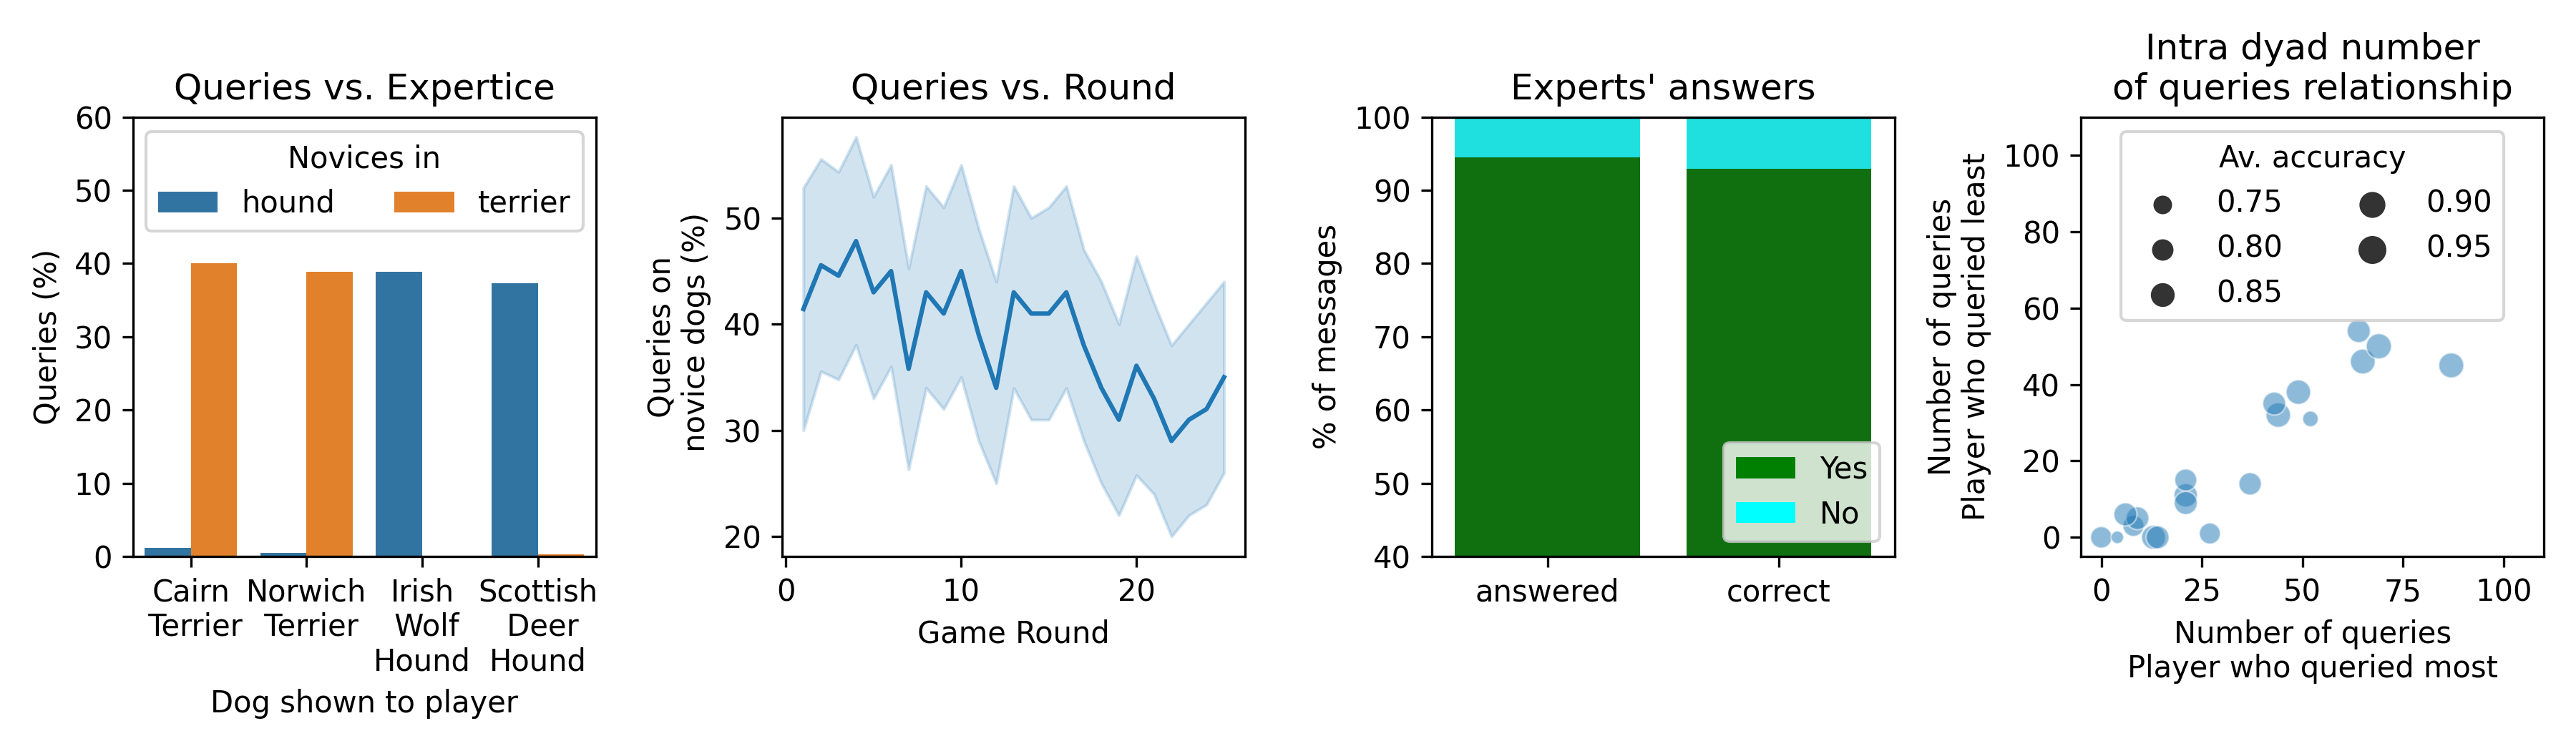 Queries vs. Expertice
60
50
40
30
20
10
0
Queries (%)
Novices in
hound
terrier
Cairn
Terrier
Norwich
Terrier
Irish
Wolf
Hound
Scottish
Deer
Hound
Dog shown to player
Queries vs. Round
50
40
30
20
Queries on
novice dogs (%)
0
10
20
Game Round
Experts' answers
100
90
80
70
60
50
40
% of messages
Yes
No
answered
correct
Intra dyad number
of queries relationship
100
80
60
40
20
0
Number of queries
Player who queried least
Av. accuracy
0.75
0.80
0.85
0.90
0.95
0
25
50
75
100
Number of queries
Player who queried most